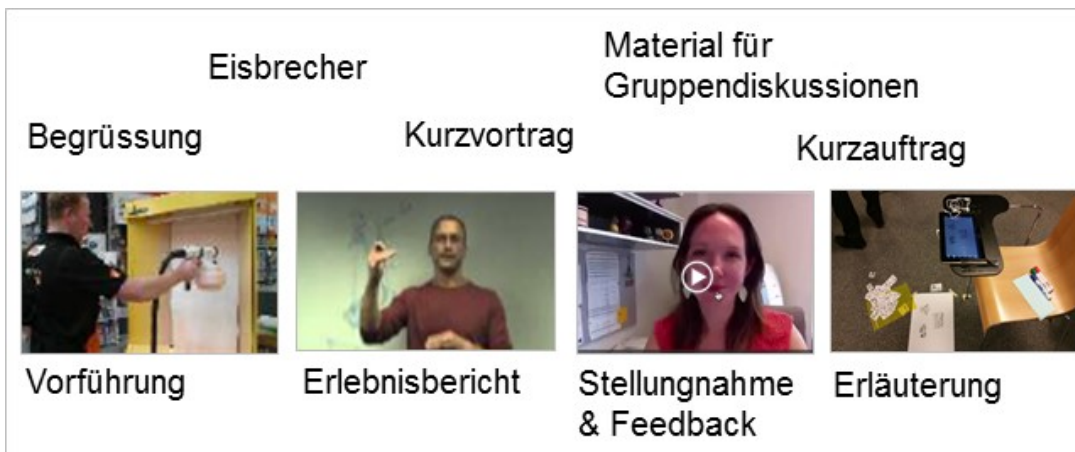 Eisbrecher
Material für
Gruppendiskussionen
Begrüssung
Kurzvortrag
Kurzauftrag
Vorführung
Erlebnisbericht
Stellungnahme
& Feedback
Erläuterung